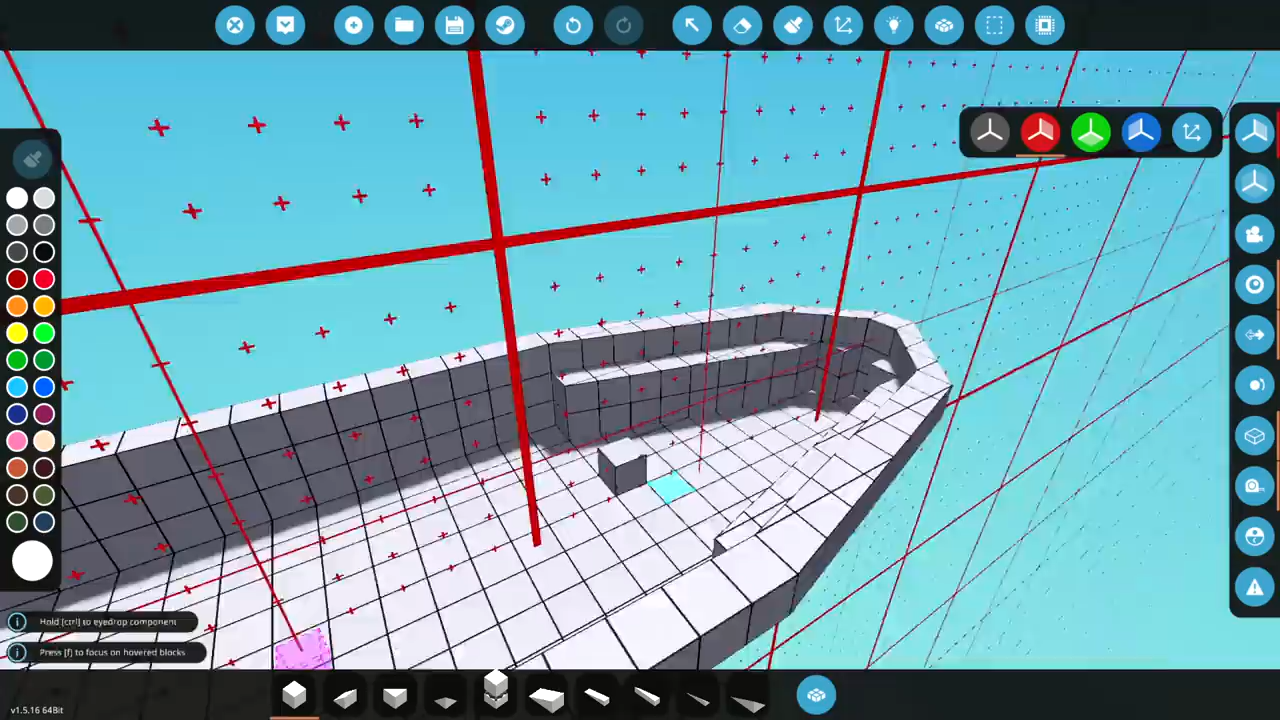 Hold [ctrl] to eyedrop component
Press [f] to focus on hovered blocks
v1.5.16 64Bit